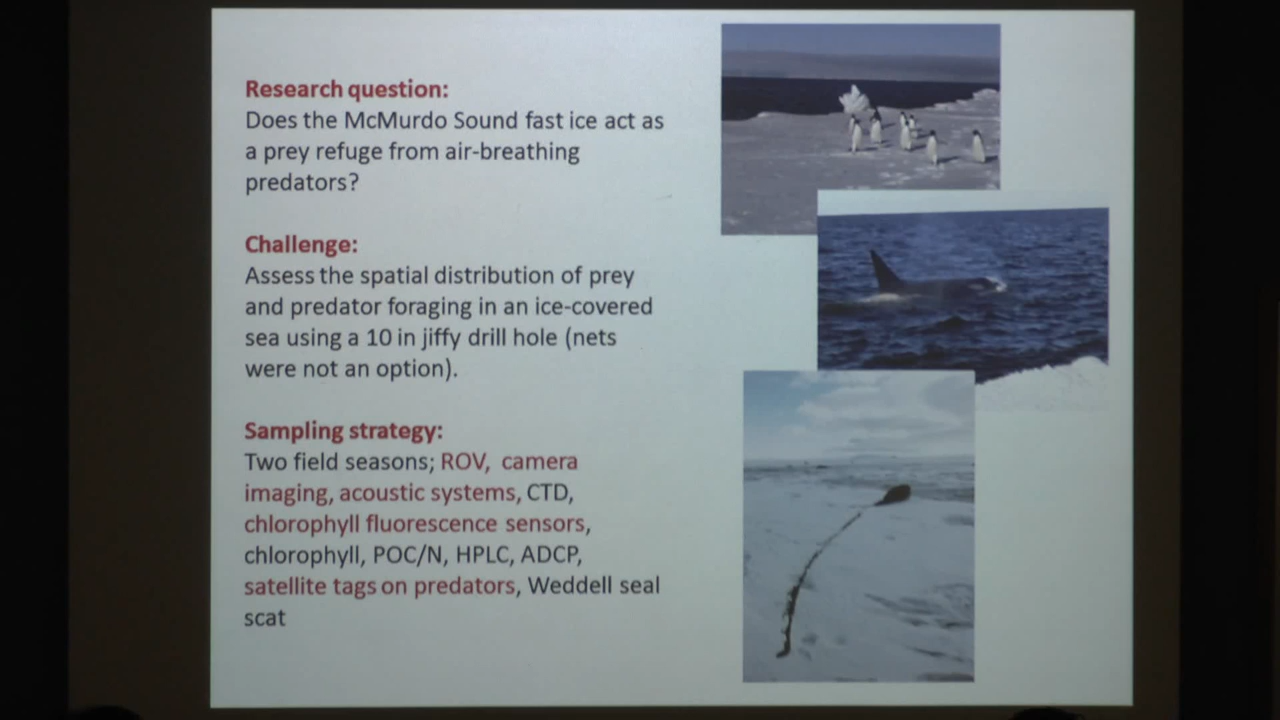 Research question:
Does the McMurdo Sound fast ice act as
a prey refuge from air-breathing
predators?
Challenge:
Assess the spatial distribution of prey
and predator foraging in an ice-covered
sea using a 10 in jiffy drill hole (nets
were not an option).
Sampling strategy:
Two field seasons; ROV, camera
imaging, acoustic systems, CTD,
chlorophyll fluorescence sensors,
chlorophyll, POC/N, HPLC, ADCP,
satellite tags on predators, Weddell seal
scat